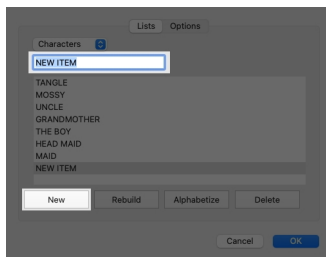 Lists Options
Characters
NEW ITEM
TANGLE
MOSSY
UNCLE
GRANDMOTHER
THE BOY
HEAD MAID
MAID
NEW ITEM
New Rebuild Alphabetize Delete
Cancel OK